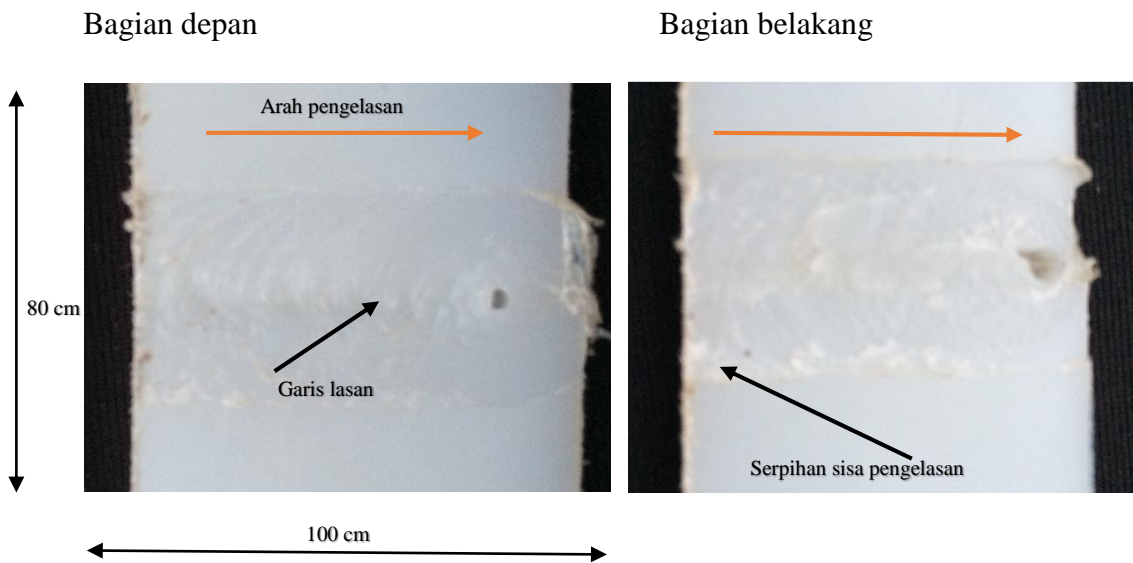 Bagian depan
Bagian belakang
Arah pengelasan
80 cm
Garis lasan
Serpihan sisa pengelasan
100 cm